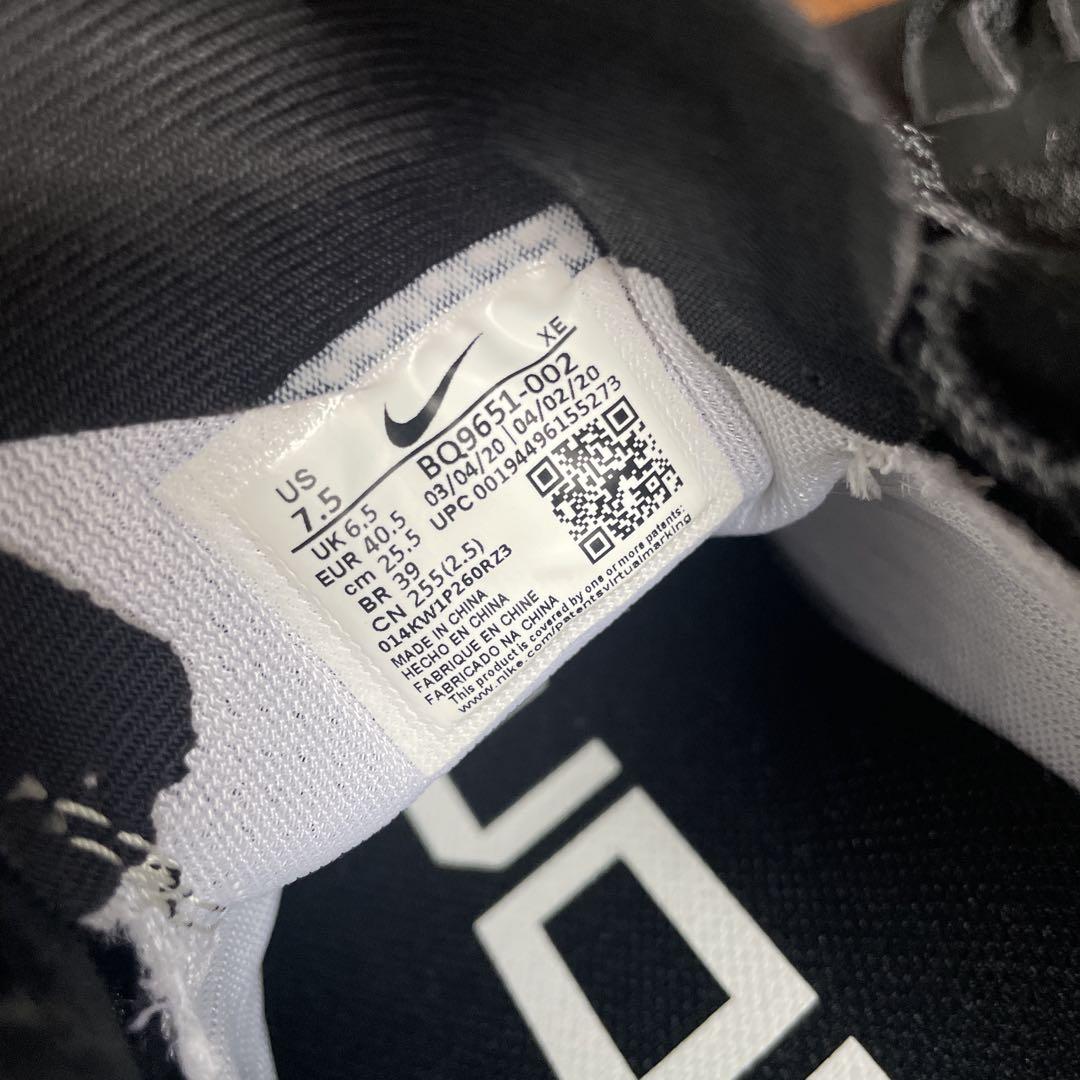 XE
US
7.5
BQ9651-002
03/04/20 | 04/02/20
UPC 00194496155273
UK 6.5
EUR 40.5
cm 25.5
BR 39
CN 255(2.5)
014KW1P260RZ3
MADE IN CHINA
HECHO EN CHINA
FABRIQUE EN CHINE
FABRICADO NA CHINA
This product is covered by one or more patents:
www.nike.com/patentsvirtualmarking